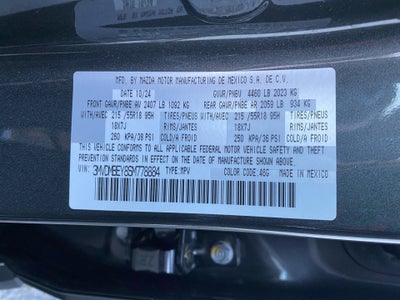 MFD. BY MAZDA MOTOR MANUFACTURING DE MEXICO S.A. DE C.V.
DATE 10/24 GVWR/PNBV 4460 LB 2023 KG
FRONT GAWR/PNBE AV 2407 LB 1092 KG REAR GAWR/PNBE AR 2059 LB 934 KG
WITH/AVEC 215/55R18 95H TIRES/PNEUS WITH/AVEC 215/55R18 95H TIRES/PNEUS
18X7J RIMS/JANTES 18X7J RIMS/JANTES
250 KPA/36 PSI COLD/A FROID 250 KPA/36 PSI COLD/A FROID
THIS VEHICLE CONFORMS TO ALL APPLICABLE FEDERAL MOTOR VEHICLE SAFETY,
THEFT PREVENTION STANDARDS IN EFFECT ON THE DATE OF MANUFACTURE SHOWN ABOVE.
VIN: TYPE:MPV COLOR:46G MADE IN MEXICO